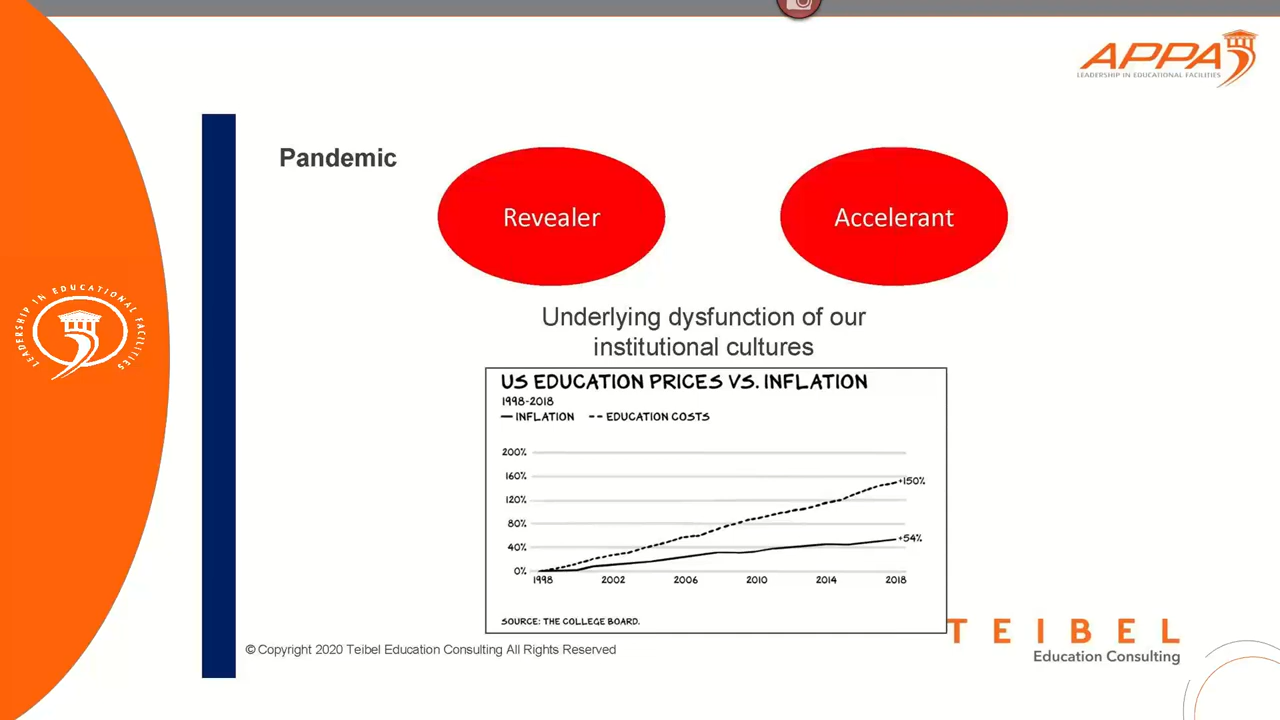 APPA
LEADERSHIP IN EDUCATIONAL FACILITIES
Pandemic
Revealer
Accelerant
LEADERSHIP IN EDUCATIONAL FACILITIES
Underlying dysfunction of our
institutional cultures
US EDUCATION PRICES VS. INFLATION
1998-2018
INFLATION EDUCATION COSTS
200%
160%
120%
80%
40%
0%
+150%
+54%
1998 2002 2006 2010 2014 2018
SOURCE: THE COLLEGE BOARD.
TEIBEL
Education Consulting
© Copyright 2020 Teibel Education Consulting All Rights Reserved